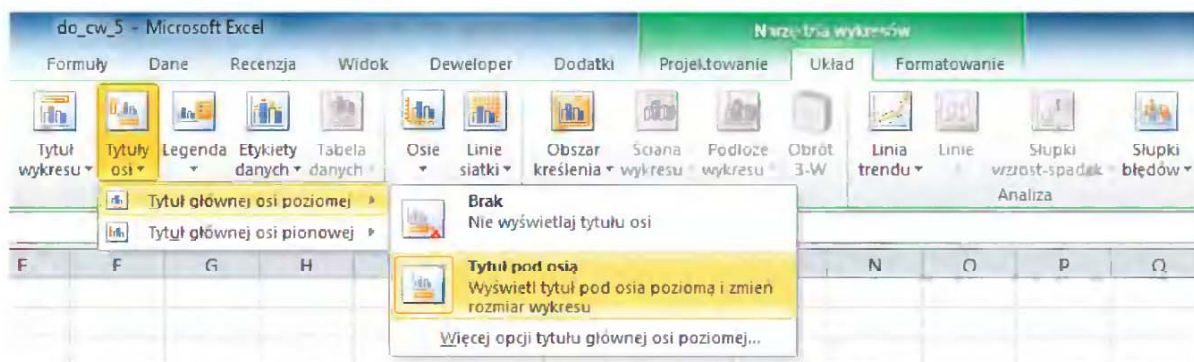 do_cw_5 - Microsoft Excel
Narzędzia wykresów
Formuły Dane Recenzja Widok Deweloper Dodatki Projektowanie Układ Formatowanie
Tytuł wykresu
Tytuły osi
Legenda
Etykiety danych
Tabela danych
Osie
Linie siatki
Obszar kreślenia
Ściana wykresu
Podłoże wykresu
Obrót 3-W
Linia trendu
Linie
Słupki wzrost-spadek
Słupki błędów
Analiza
Tytuł głównej osi poziomej
Tytuł głównej osi pionowej
Brak
Nie wyświetlaj tytułu osi
Tytuł pod osią
Wyświetl tytuł pod osią poziomą i zmień
rozmiar wykresu
Więcej opcji tytułu głównej osi poziomej...
F G H N O P Q